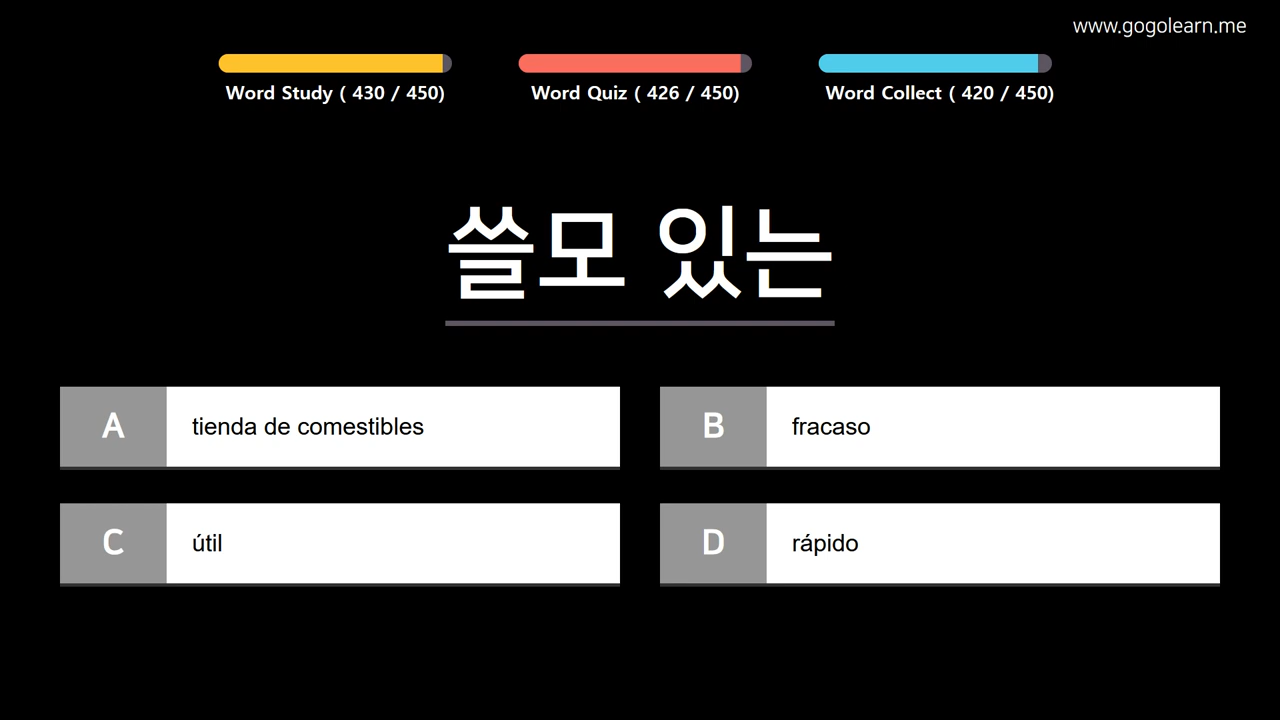 www.gogolearn.me
Word Study ( 430 / 450)
Word Quiz ( 426 / 450)
Word Collect ( 420 / 450)
쓸모 있는
A tienda de comestibles
B fracaso
C útil
D rápido